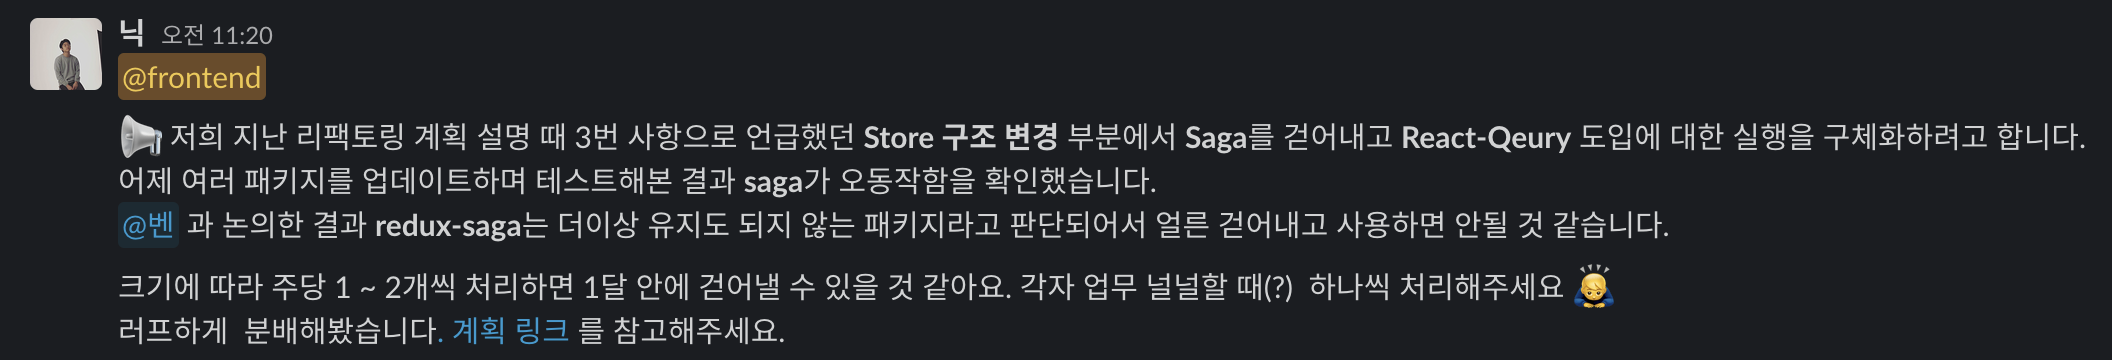 닉 오전 11:20
@frontend
저희 지난 리팩토링 계획 설명 때 3번 사항으로 언급했던 Store 구조 변경 부분에서 Saga를 걷어내고 React-Qeury 도입에 대한 실행을 구체화하려고 합니다.
어제 여러 패키지를 업데이트하며 테스트해본 결과 saga가 오동작함을 확인했습니다.
@벤 과 논의한 결과 redux-saga는 더이상 유지도 되지 않는 패키지라고 판단되어서 얼른 걷어내고 사용하면 안될 것 같습니다.
크기에 따라 주당 1 ~ 2개씩 처리하면 1달 안에 걷어낼 수 있을 것 같아요. 각자 업무 널널할 때(?) 하나씩 처리해주세요
러프하게 분배해봤습니다. 계획 링크 를 참고해주세요.